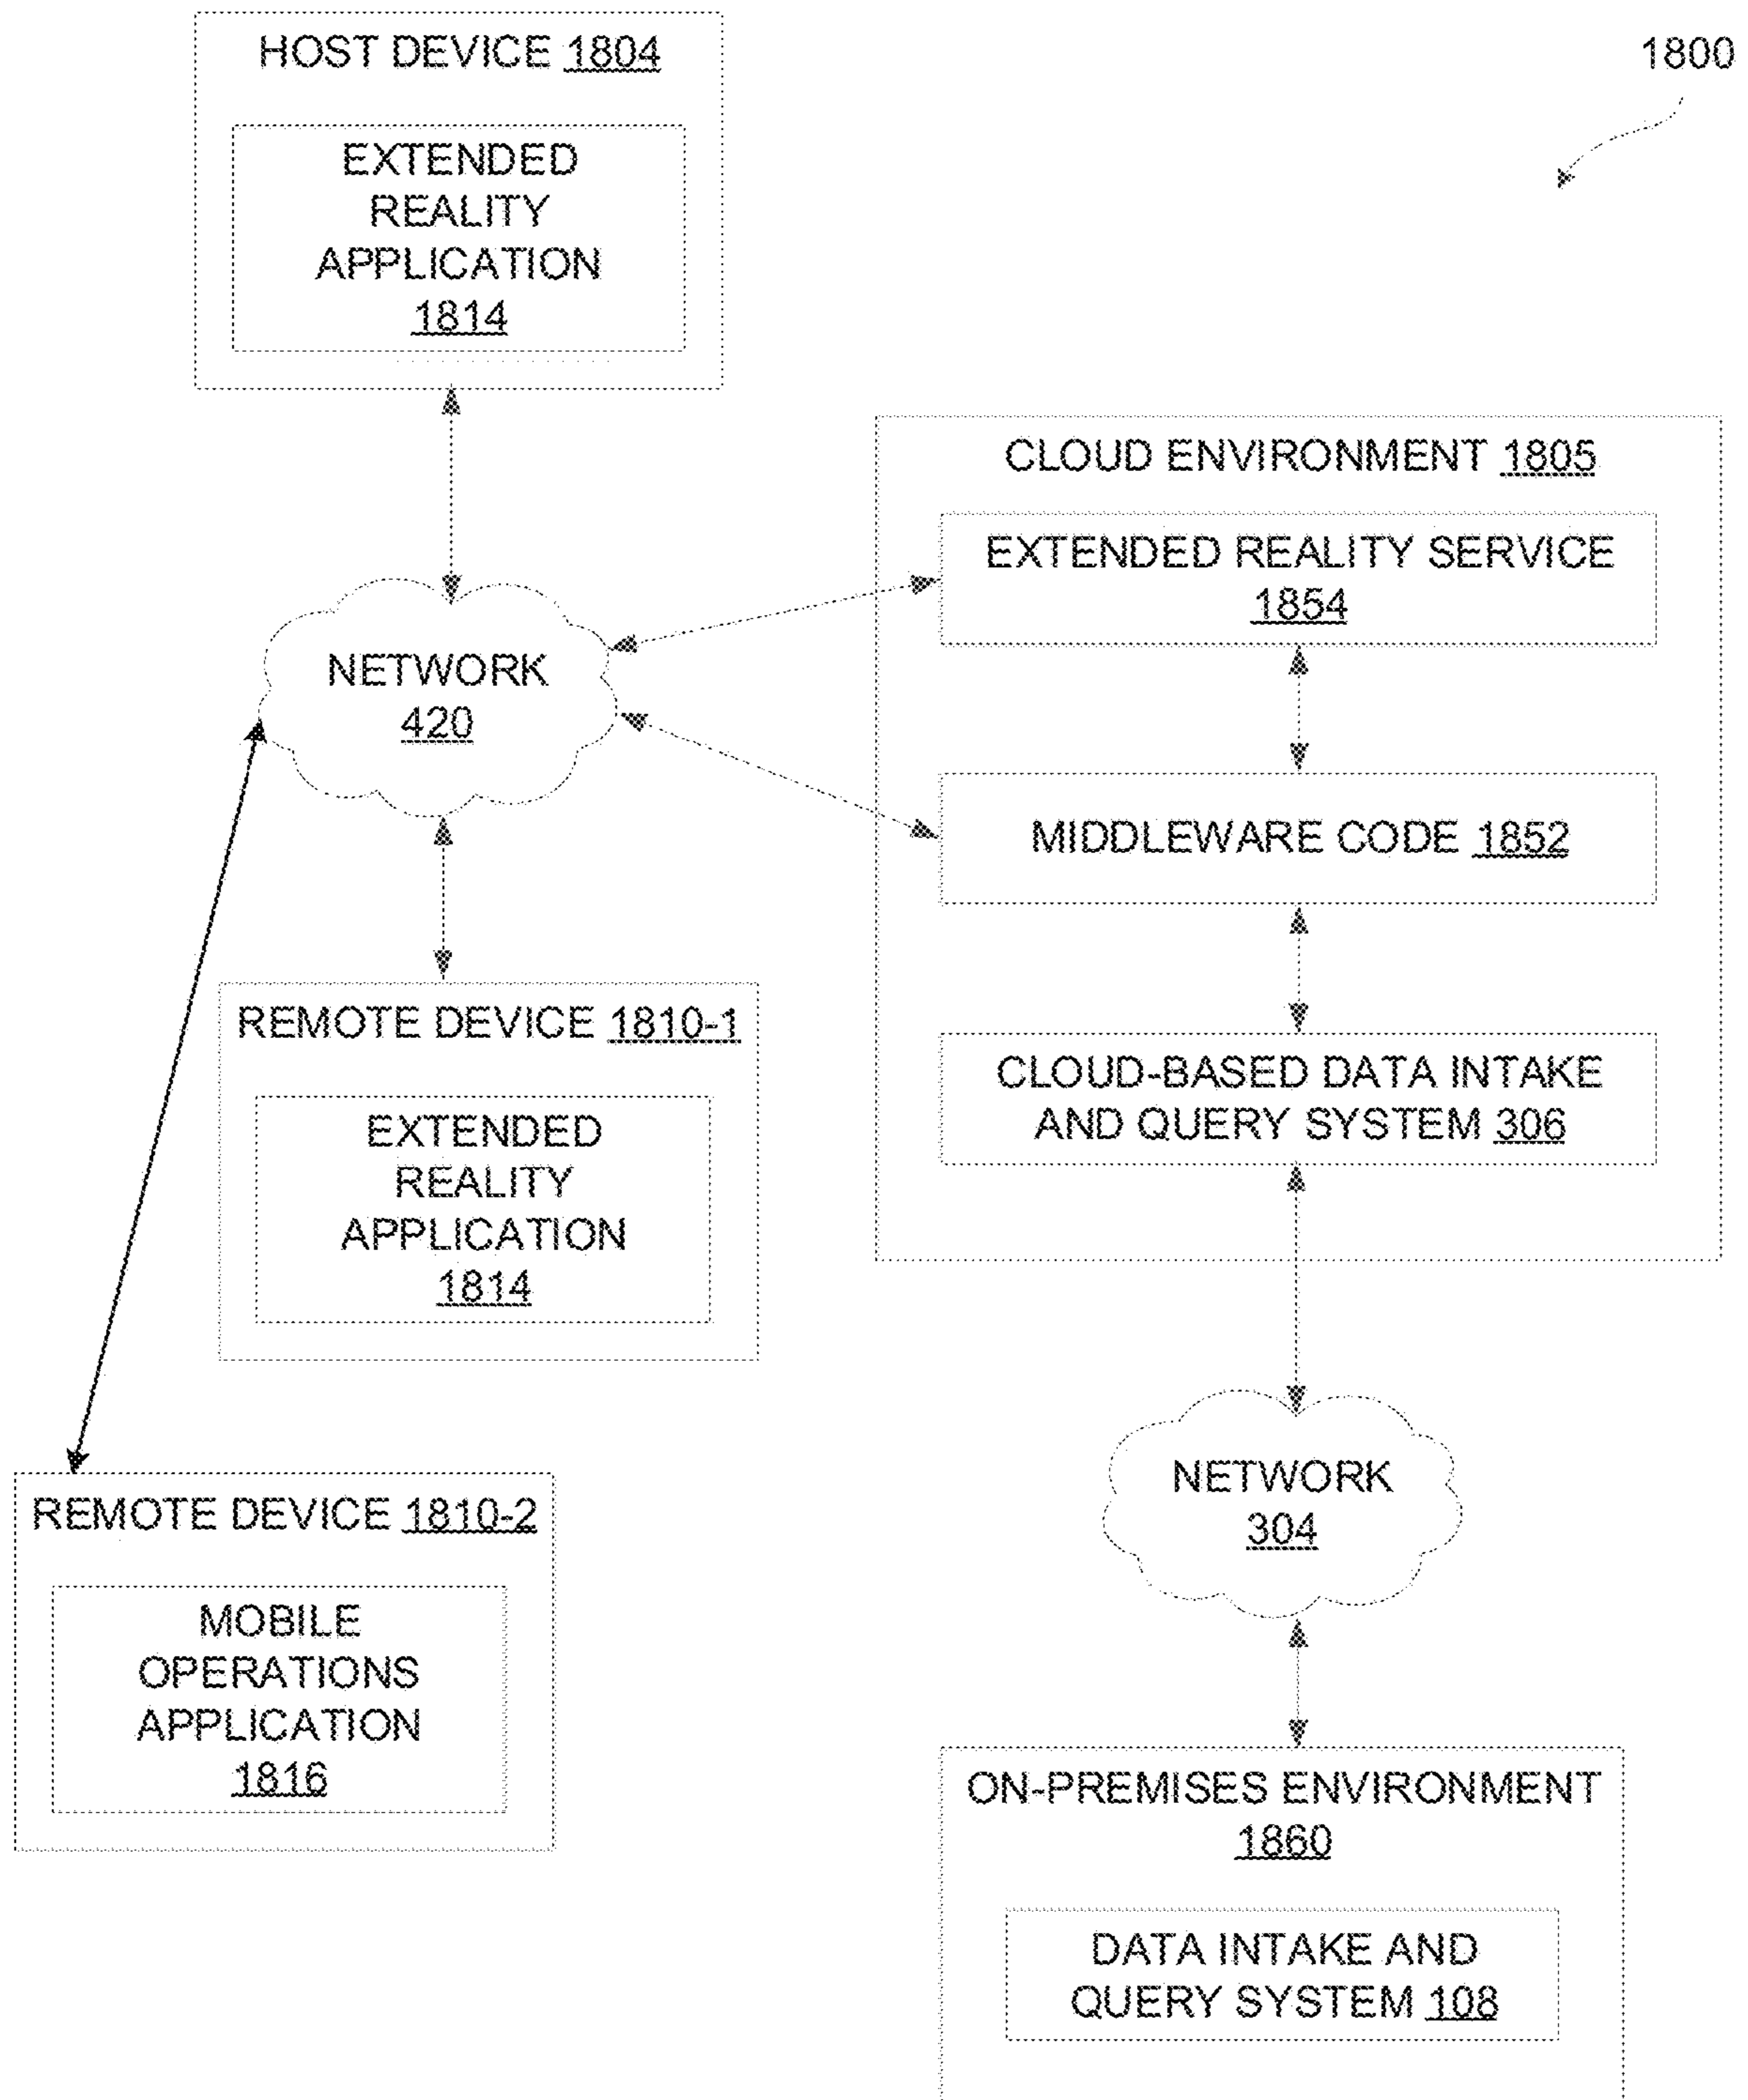 HOST DEVICE 1804
EXTENDED
REALITY
APPLICATION
1814
1800
CLOUD ENVIRONMENT 1805
EXTENDED REALITY SERVICE
1854
NETWORK
420
MIDDLEWARE CODE 1852
REMOTE DEVICE 1810-1
EXTENDED
REALITY
APPLICATION
1814
CLOUD-BASED DATA INTAKE
AND QUERY SYSTEM 306
NETWORK
304
REMOTE DEVICE 1810-2
MOBILE
OPERATIONS
APPLICATION
1816
ON-PREMISES ENVIRONMENT
1860
DATA INTAKE AND
QUERY SYSTEM 108